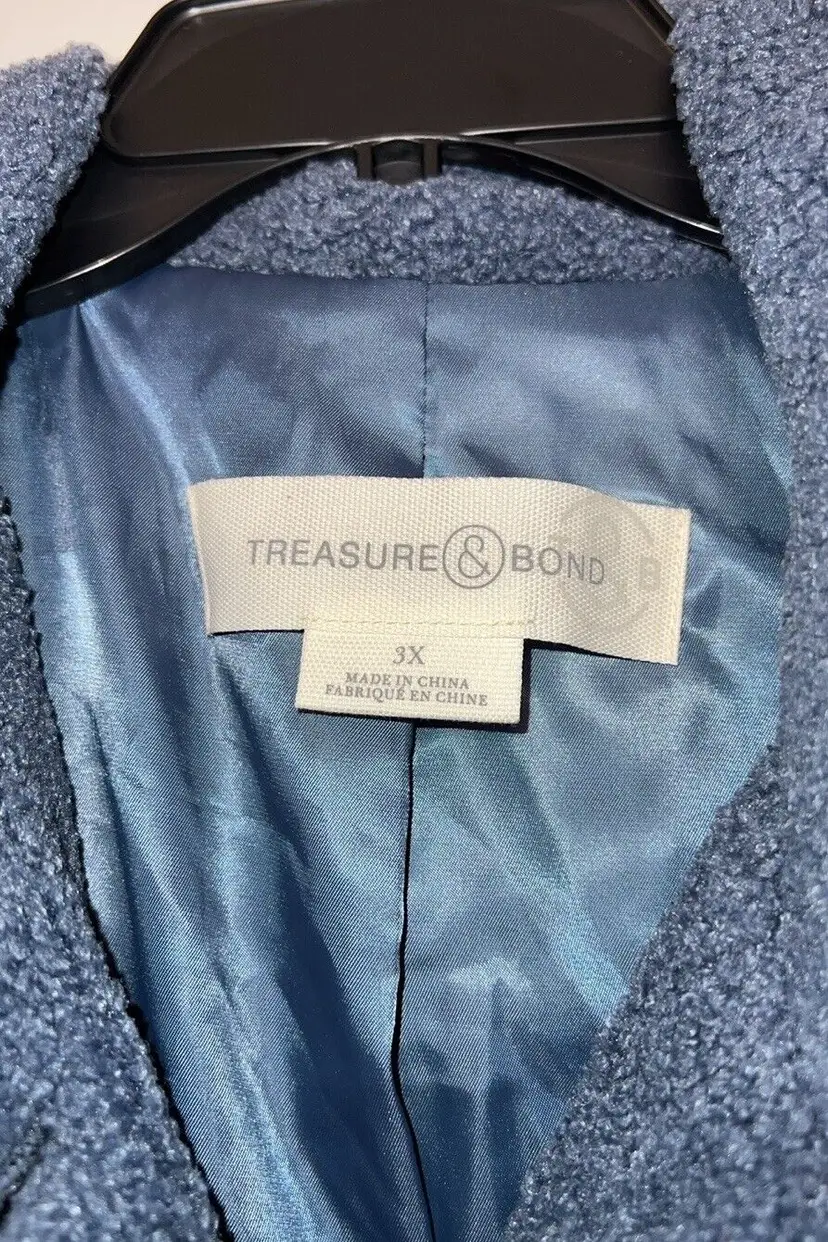 TREASURE & BOND
3X
MADE IN CHINA
FABRIQUÉ EN CHINE